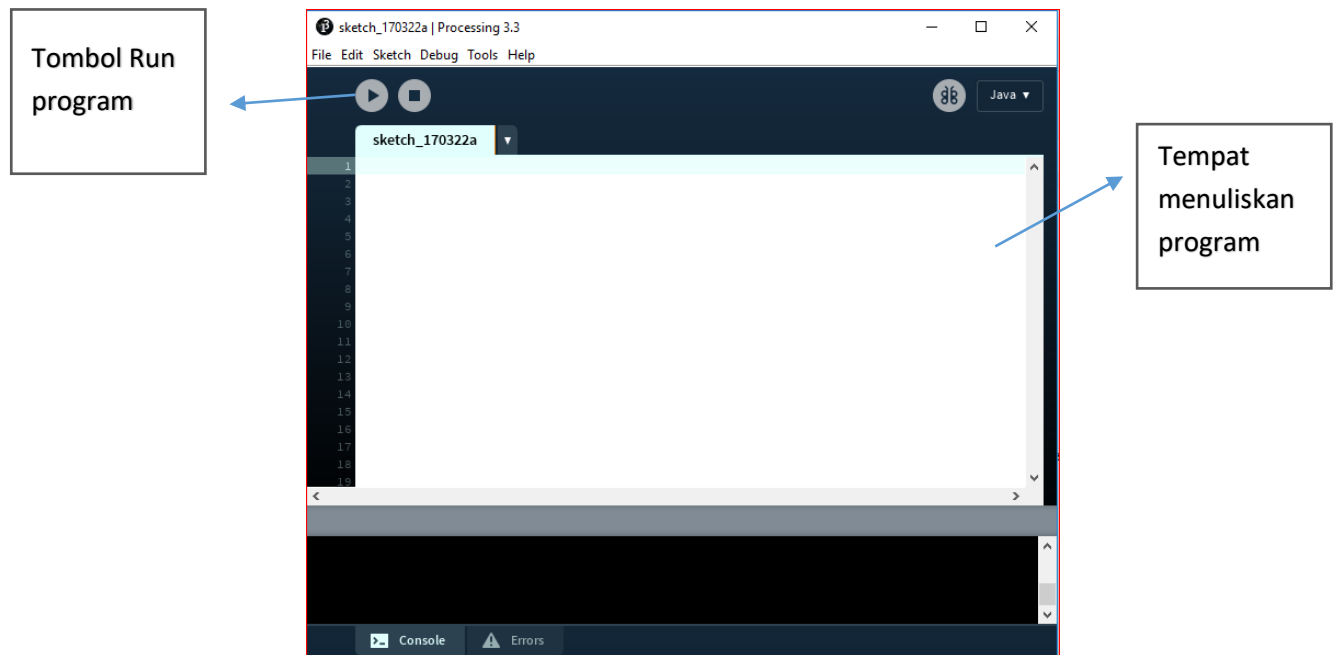 Tombol Run
program
sketch_170322a | Processing 3.3
File Edit Sketch Debug Tools Help
Java ▼
sketch_170322a
1
2
3
4
5
6
7
8
9
10
11
12
13
14
15
16
17
18
19
Tempat
menuliskan
program
Console
Errors